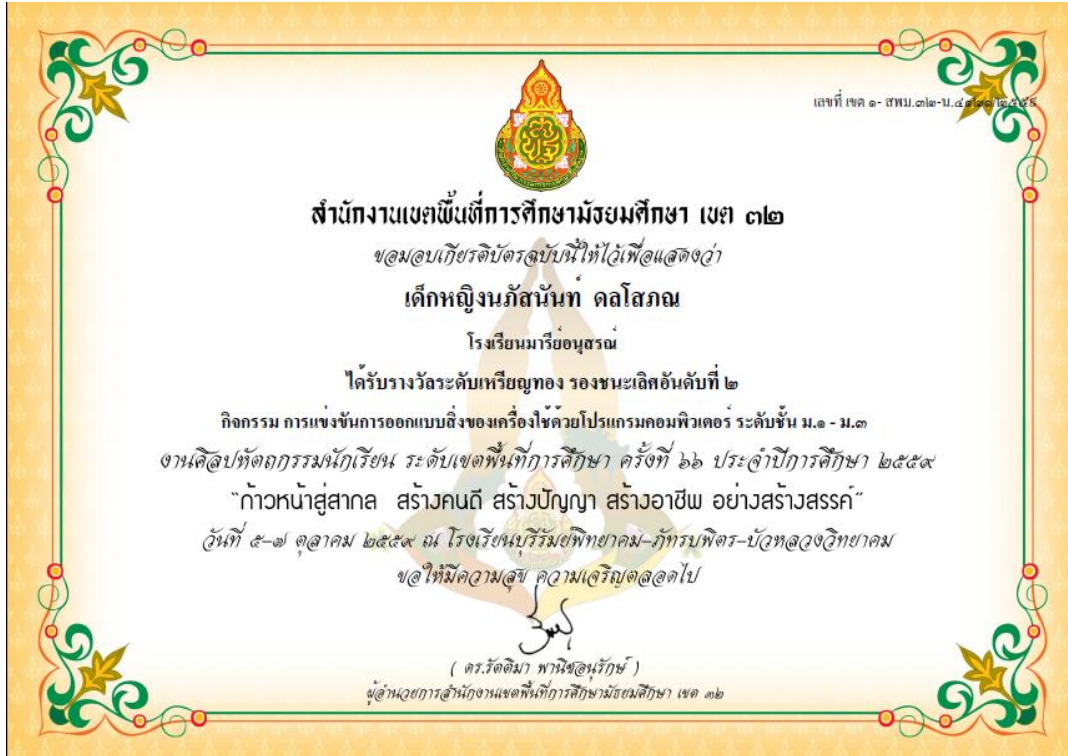 เลขที่ เขต ๑- สพม.๓๒-น.
สำนักงานเขตพื้นที่การศึกษามัธยมศึกษา เขต ๓๒
ขอมอบเกียรติบัตรฉบับนี้ให้ไว้เพื่อแสดงว่า
เด็กหญิงนภัสนันท์ ดลโสภณ
โรงเรียนมารีย์อนุสรณ์
ได้รับรางวัลระดับเหรียญทอง รองชนะเลิศอันดับที่ ๒
กิจกรรม การแข่งขันการออกแบบสิ่งของเครื่องใช้ด้วยโปรแกรมคอมพิวเตอร์ ระดับชั้น ม.๑ - ม.๓
งานศิลปหัตถกรรมนักเรียน ระดับเขตพื้นที่การศึกษา ครั้งที่ ๖๖ ประจำปีการศึกษา ๒๕๕๙
"ก้าวหน้าสู่สากล สร้างคนดี สร้างปัญญา สร้างอาชีพ อย่างสร้างสรรค์"
วันที่ ๕-๗ ตุลาคม ๒๕๕๙ ณ โรงเรียนบุรีรัมย์พิทยาคม-ภัทรบพิตร-บัวหลวงวิทยาคม
ขอให้มีความสุข ความเจริญตลอดไป
( ดร.รัตติมา พานิชอนุรักษ์ )
ผู้อำนวยการสำนักงานเขตพื้นที่การศึกษามัธยมศึกษา เขต ๓๒